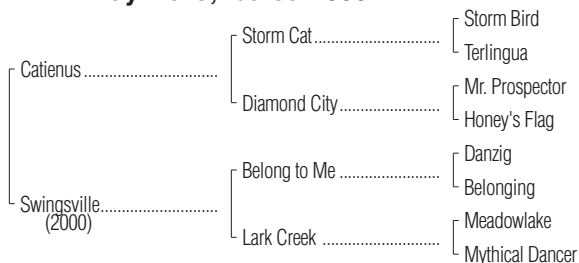 Storm Bird
Storm Cat
Terlingua
Catienus
Mr. Prospector
Diamond City
Honey's Flag
Danzig
Belong to Me
Belonging
Swingsville
(2000)
Meadowlake
Lark Creek
Mythical Dancer